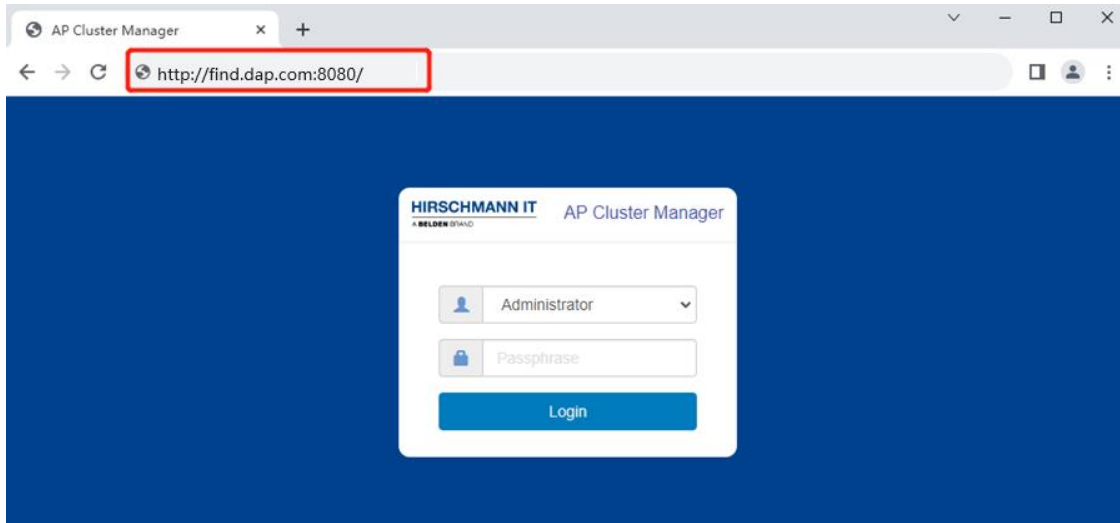 AP Cluster Manager
http://find.dap.com:8080/
HIRSCHMANN IT
A BELDEN BRAND
AP Cluster Manager
Administrator
Passphrase
Login